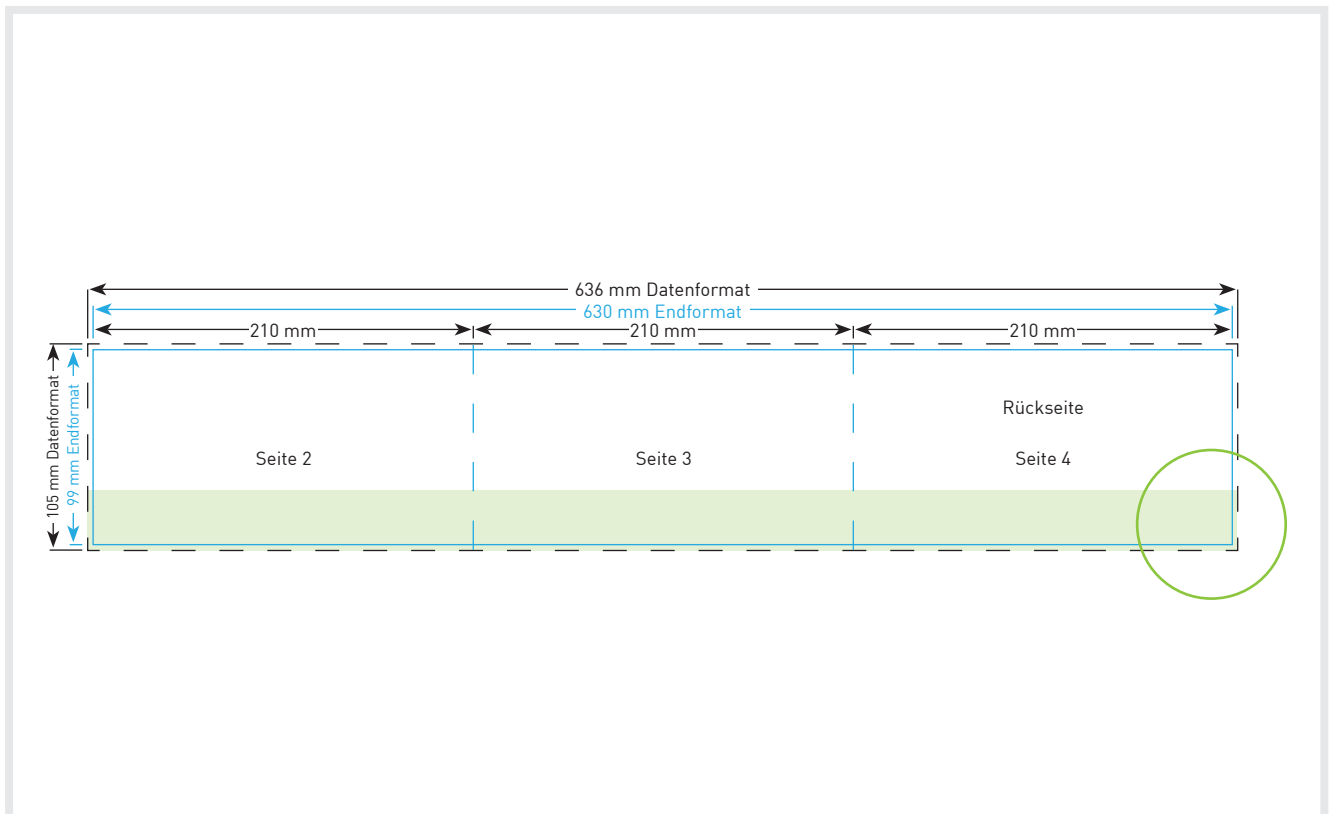 636 mm Datenformat
630 mm Endformat
210 mm
210 mm
210 mm
105 mm Datenformat
99 mm Endformat
Rückseite
Seite 2
Seite 3
Seite 4